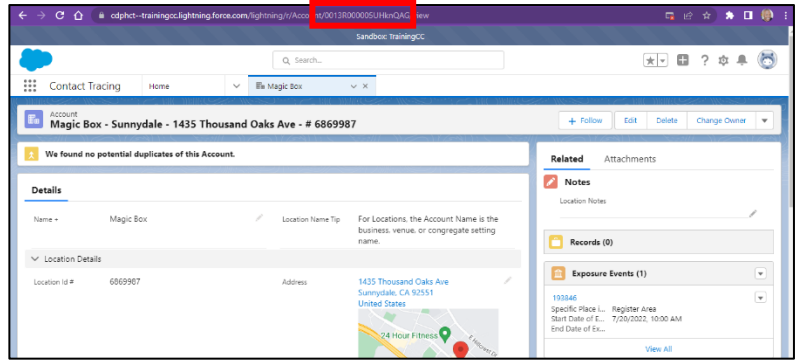 cdphct--trainingcc.lightning.force.com/lightning/r/Account/0013R000005UHknQAG/view
Sandbox: TrainingCC
Search...
Contact Tracing
Home
Magic Box
Account
Magic Box - Sunnydale - 1435 Thousand Oaks Ave - # 6869987
+ Follow
Edit
Delete
Change Owner
We found no potential duplicates of this Account.
Details
Name
Magic Box
Location Name Tip
For Locations, the Account Name is the
business, venue, or congregate setting
name.
Location Details
Location Id #
6869987
Address
1435 Thousand Oaks Ave
Sunnydale, CA 92551
United States
24 Hour Fitness
Related
Attachments
Notes
Location Notes
Records (0)
Exposure Events (1)
193846
Specific Place i... Register Area
Start Date of E... 7/20/2022, 10:00 AM
End Date of Ex...
View All